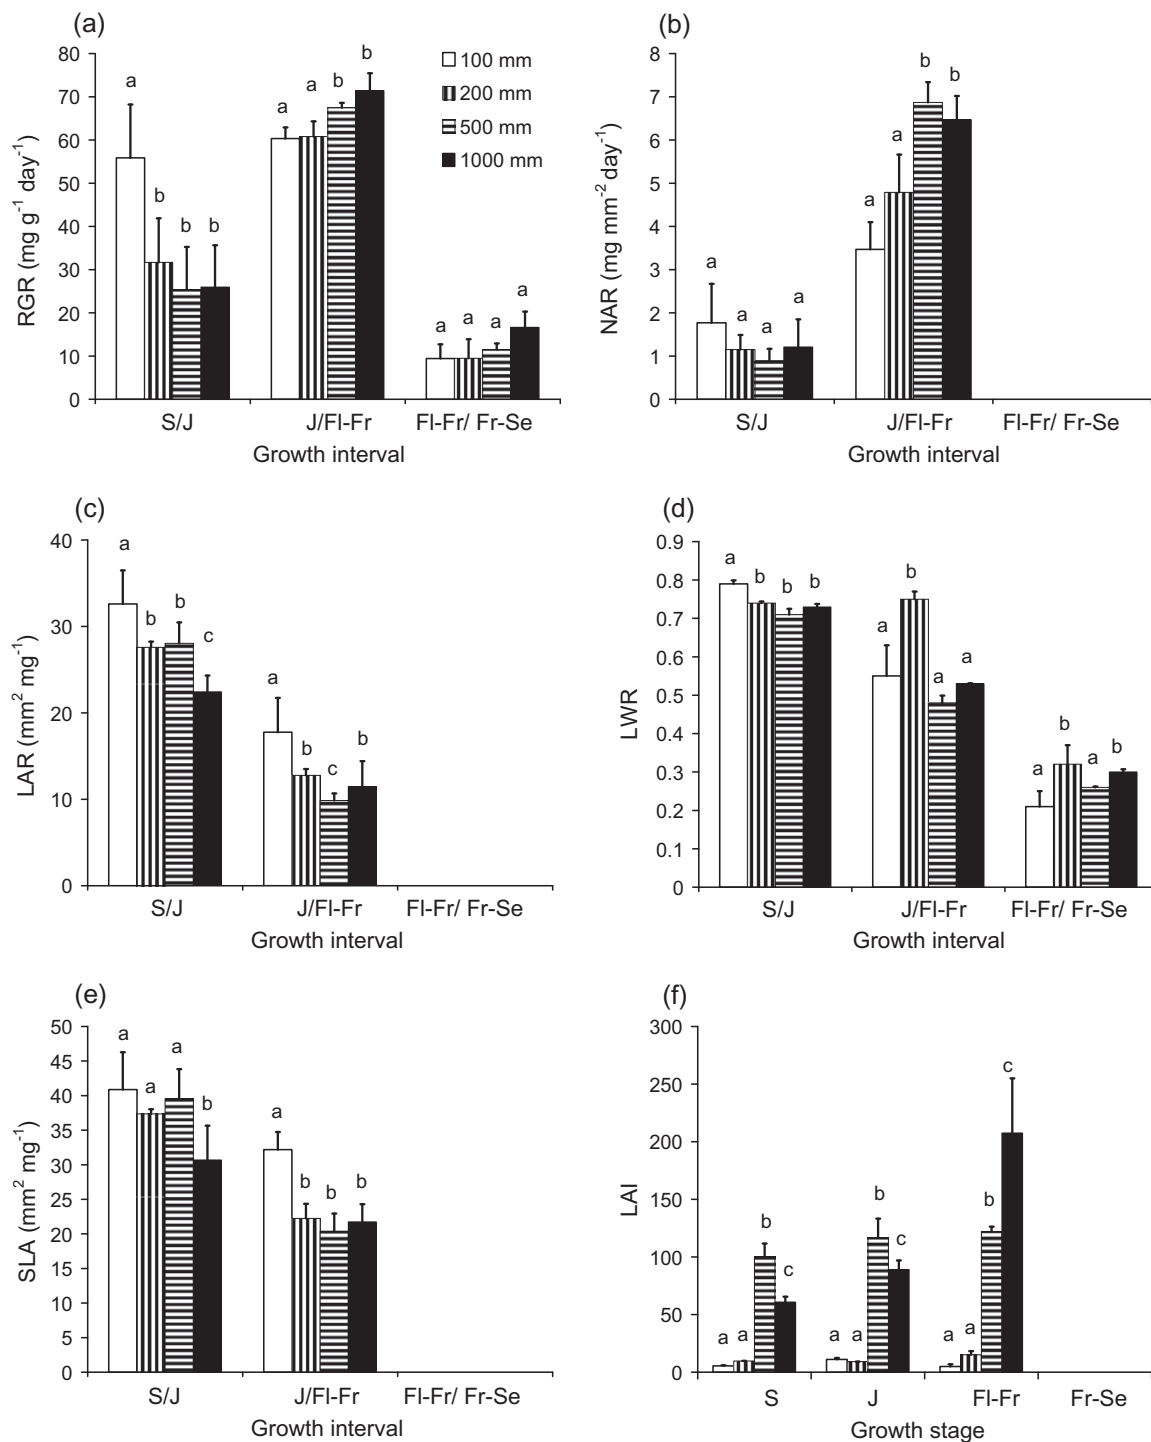 (a)
80
70
60
50
40
30
20
10
0
RGR (mg g⁻¹ day⁻¹)
a
b
b
b
a
a
b
b
a
a
a
a
100 mm
200 mm
500 mm
1000 mm
S/J
J/Fl-Fr
Fl-Fr/ Fr-Se
Growth interval
(b)
8
7
6
5
4
3
2
1
0
NAR (mg mm⁻² day⁻¹)
a
a
a
a
a
a
b
b
S/J
J/Fl-Fr
Fl-Fr/ Fr-Se
Growth interval
(c)
40
30
20
10
0
LAR (mm² mg⁻¹)
a
b
b
c
a
b
c
b
S/J
J/Fl-Fr
Fl-Fr/ Fr-Se
Growth interval
(d)
0.9
0.8
0.7
0.6
0.5
0.4
0.3
0.2
0.1
0
LWR
a
b
b
b
a
b
a
a
a
b
a
b
S/J
J/Fl-Fr
Fl-Fr/ Fr-Se
Growth interval
(e)
50
45
40
35
30
25
20
15
10
5
0
SLA (mm² mg⁻¹)
a
a
a
b
a
b
b
b
S/J
J/Fl-Fr
Fl-Fr/ Fr-Se
Growth interval
(f)
300
250
200
150
100
50
0
LAI
a
a
b
c
a
a
b
c
a
a
b
c
S
J
Fl-Fr
Fr-Se
Growth stage